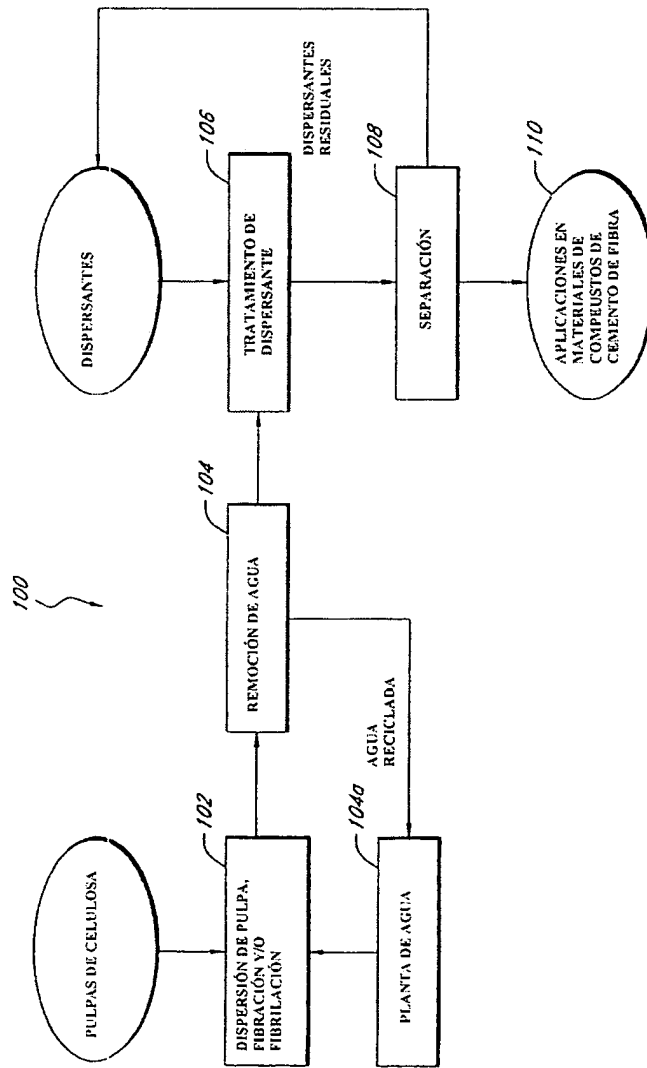 100
PULPAS DE CELULOSA
102
DISPERSIÓN DE PULPA,
FIBRACIÓN Y/O
FIBRILACIÓN
104
REMOCIÓN DE AGUA
AGUA
RECICLADA
104a
PLANTA DE AGUA
DISPERSANTES
106
TRATAMIENTO DE
DISPERSANTE
DISPERSANTES
RESIDUALES
108
SEPARACIÓN
110
APLICACIONES EN
MATERIALES DE
COMPEUSTOS DE
CEMENTO DE FIBRA